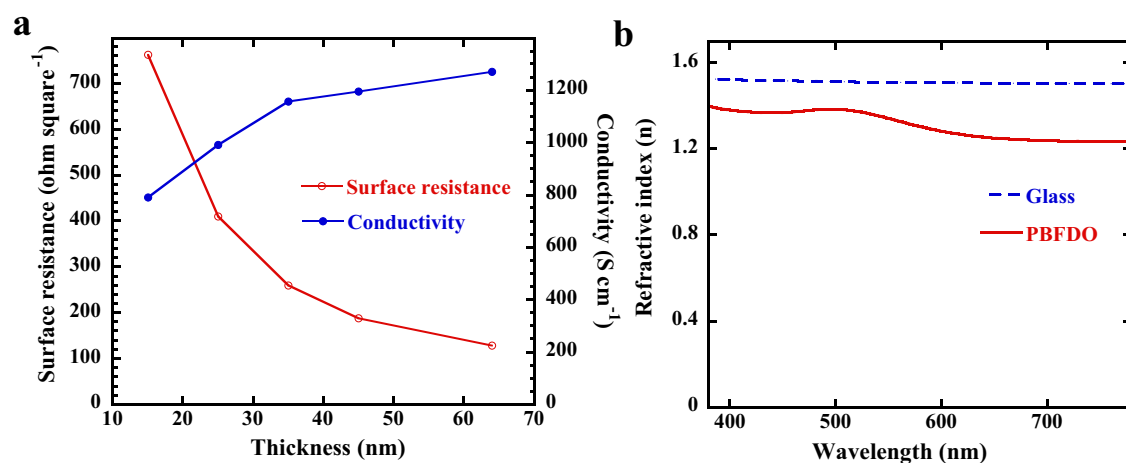 a
Surface resistance (ohm square⁻¹)
700
600
500
400
300
200
100
0
10
20
30
40
50
60
70
Thickness (nm)
1200
1000
800
600
400
200
0
Conductivity (S cm⁻¹)
Surface resistance
Conductivity
b
Refractive index (n)
1.6
1.2
0.8
0.4
0
400
500
600
700
Wavelength (nm)
Glass
PBFDO